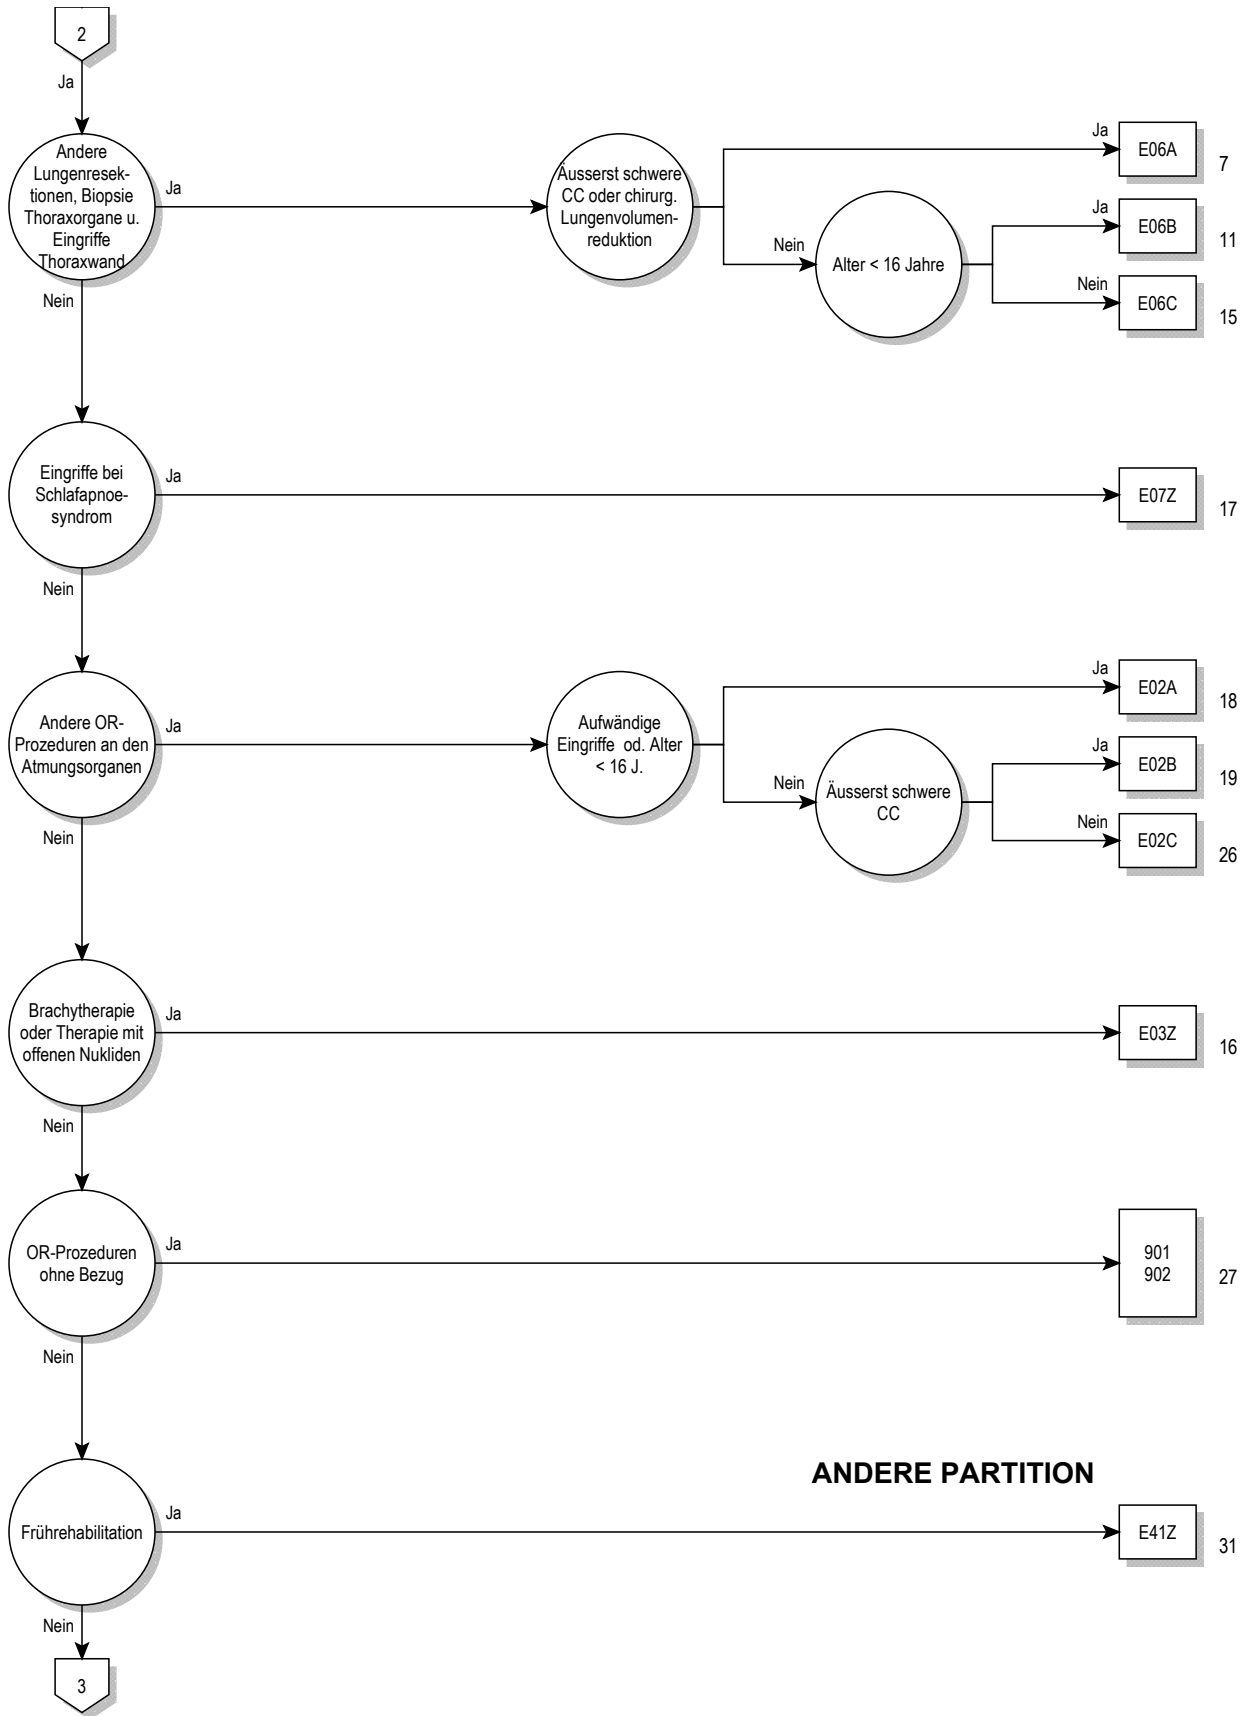 2
Ja
Andere
Lungenresek-
tionen, Biopsie
Thoraxorgane u.
Eingriffe
Thoraxwand
Ja
Äusserst schwere
CC oder chirurg.
Lungenvolumen-
reduktion
Ja
E06A
7
Nein
Alter < 16 Jahre
Ja
E06B
11
Nein
E06C
15
Nein
Eingriffe bei
Schlafapnoe-
syndrom
Ja
E07Z
17
Nein
Andere OR-
Prozeduren an den
Atmungsorganen
Ja
Aufwändige
Eingriffe od. Alter
< 16 J.
Ja
E02A
18
Nein
Äusserst schwere
CC
Ja
E02B
19
Nein
E02C
26
Nein
Brachytherapie
oder Therapie mit
offenen Nukliden
Ja
E03Z
16
Nein
OR-Prozeduren
ohne Bezug
Ja
901
902
27
Nein
ANDERE PARTITION
Frührehabilitation
Ja
E41Z
31
Nein
3